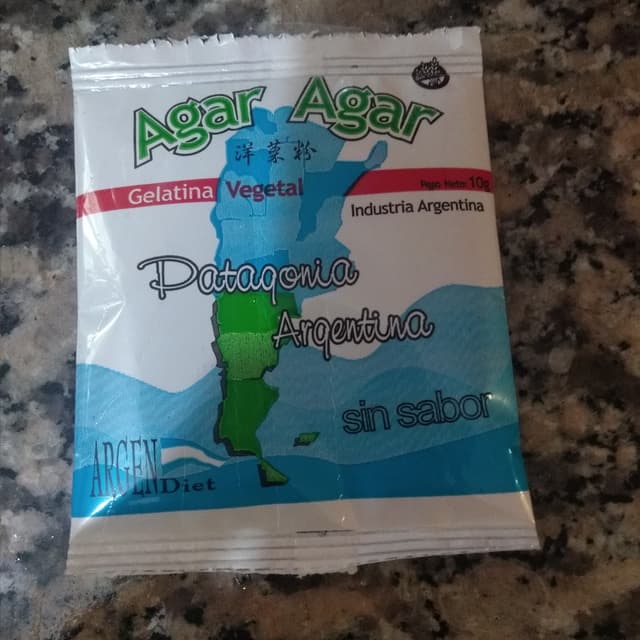 Agar Agar
洋菜粉
Gelatina Vegetal
Peso Neto: 10g
Industria Argentina
Patagonia
Argentina
sin sabor
ARGEN Diet